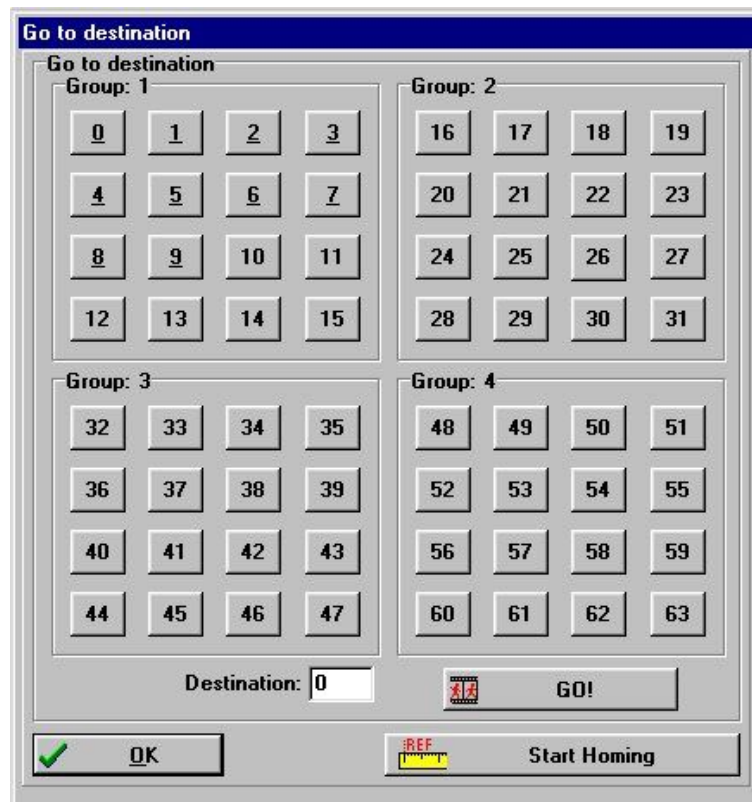 Go to destination
Go to destination
Group: 1
0 1 2 3
4 5 6 7
8 9 10 11
12 13 14 15
Group: 2
16 17 18 19
20 21 22 23
24 25 26 27
28 29 30 31
Group: 3
32 33 34 35
36 37 38 39
40 41 42 43
44 45 46 47
Group: 4
48 49 50 51
52 53 54 55
56 57 58 59
60 61 62 63
Destination: 0
GO!
OK
REF
Start Homing